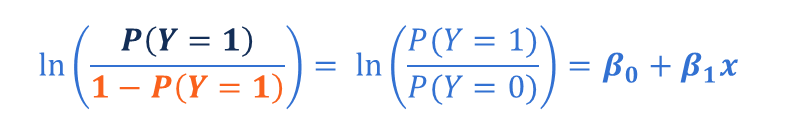 ln(P(Y = 1) / 1 − P(Y = 1)) = ln(P(Y = 1) / P(Y = 0)) = β₀ + β₁x